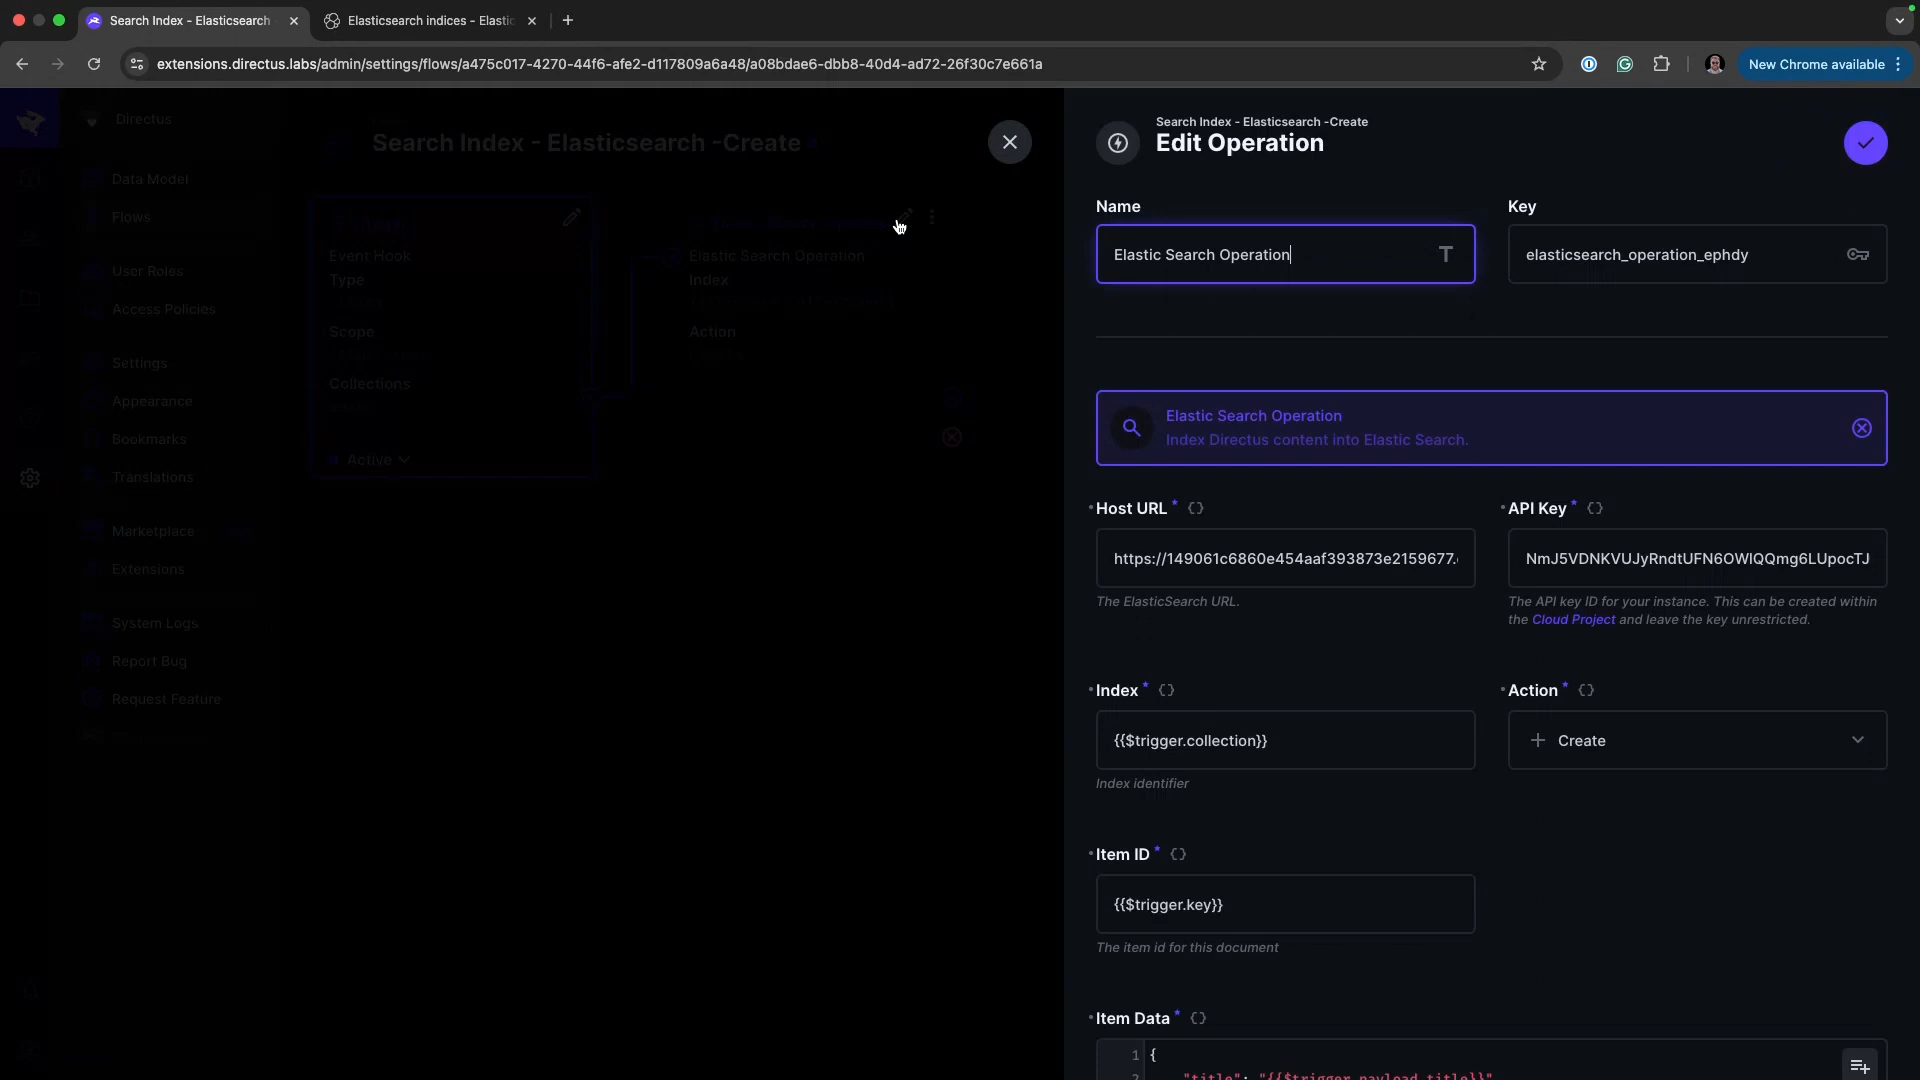 Search Index - Elasticsearch
Elasticsearch indices - Elastic
extensions.directus.labs/admin/settings/flows/a475c017-4270-44f6-afe2-d117809a6a48/a08bdae6-dbb8-40d4-ad72-26f30c7e661a
New Chrome available
Directus
Search Index - Elasticsearch -Create
Data Model
Flows
User Roles
Access Policies
Settings
Appearance
Bookmarks
Translations
Marketplace
Extensions
System Logs
Report Bug
Request Feature
Event Hook
Type
Scope
Collections
Active
Elastic Search Operation
Index
Action
Search Index - Elasticsearch -Create
Edit Operation
Name
Key
Elastic Search Operation
elasticsearch_operation_ephdy
Elastic Search Operation
Index Directus content into Elastic Search.
Host URL *
API Key *
https://149061c6860e454aaf393873e2159677.
NmJ5VDNKVUJyRndtUFN6OWlQQmg6LUpocTJ
The ElasticSearch URL.
The API key ID for your instance. This can be created within
the Cloud Project and leave the key unrestricted.
Index *
Action *
{{$trigger.collection}}
Create
Index identifier
Item ID *
{{$trigger.key}}
The item id for this document
Item Data *
1 {
2 "title": "{{$trigger.payload.title}}"